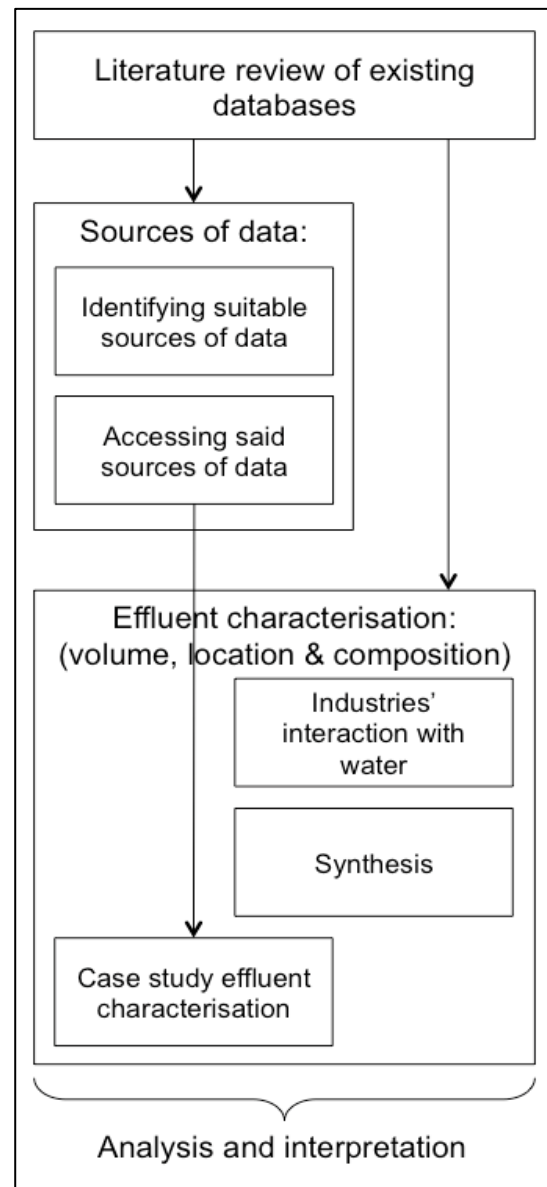 Literature review of existing
databases
Sources of data:
Identifying suitable
sources of data
Accessing said
sources of data
Effluent characterisation:
(volume, location & composition)
Industries’
interaction with
water
Synthesis
Case study effluent
characterisation
Analysis and interpretation